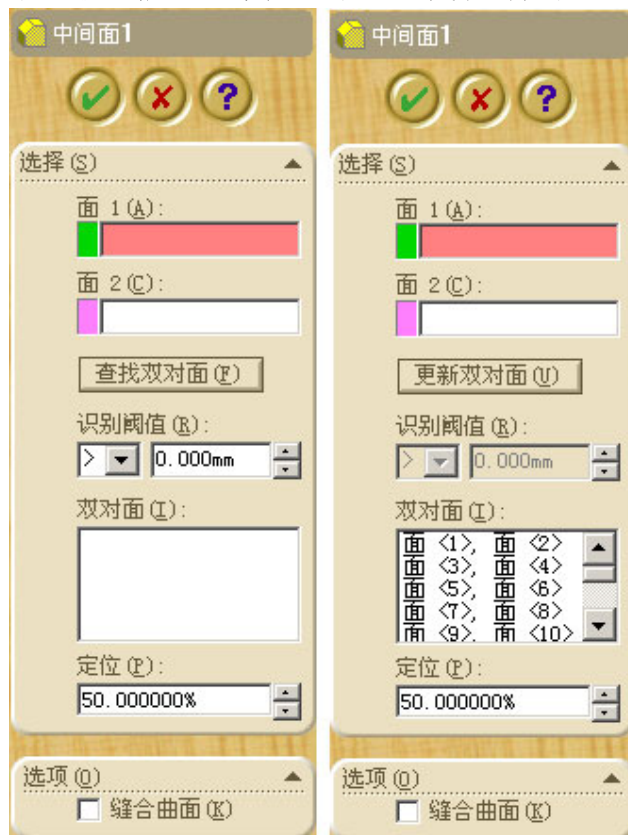 中间面1
?
选择(S)
面 1(A):
面 2(C):
查找双对面(F)
识别阈值(R):
> 0.000mm
双对面(I):
定位(P):
50.000000%
选项(O)
缝合曲面(K)
中间面1
?
选择(S)
面 1(A):
面 2(C):
更新双对面(U)
识别阈值(R):
> 0.000mm
双对面(I):
面 <1>, 面 <2>
面 <3>, 面 <4>
面 <5>, 面 <6>
面 <7>, 面 <8>
面 <9>, 面 <10>
定位(P):
50.000000%
选项(O)
缝合曲面(K)